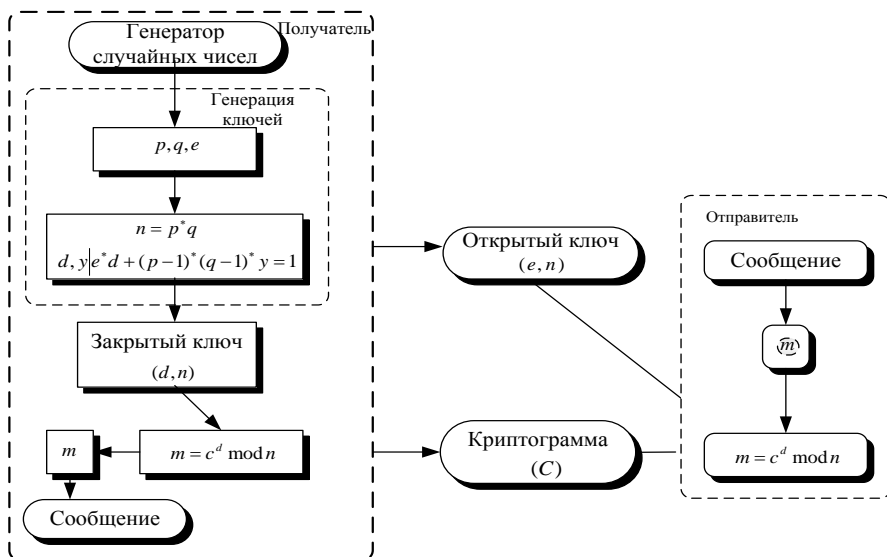 Генератор
случайных чисел
Получатель
Генерация
ключей
p, q, e
n = p * q
d, y|e * d + (p − 1) * (q − 1) * y = 1
Закрытый ключ
(d, n)
m
m = c^d mod n
Сообщение
Открытый ключ
(e, n)
Криптограмма
(C)
Отправитель
Сообщение
m
m = c^d mod n